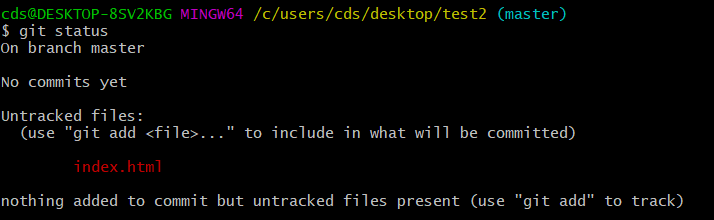 cds@DESKTOP-8SV2KBG MINGW64 /c/users/cds/desktop/test2 (master)
$ git status
On branch master
No commits yet
Untracked files:
(use "git add <file>..." to include in what will be committed)
index.html
nothing added to commit but untracked files present (use "git add" to track)